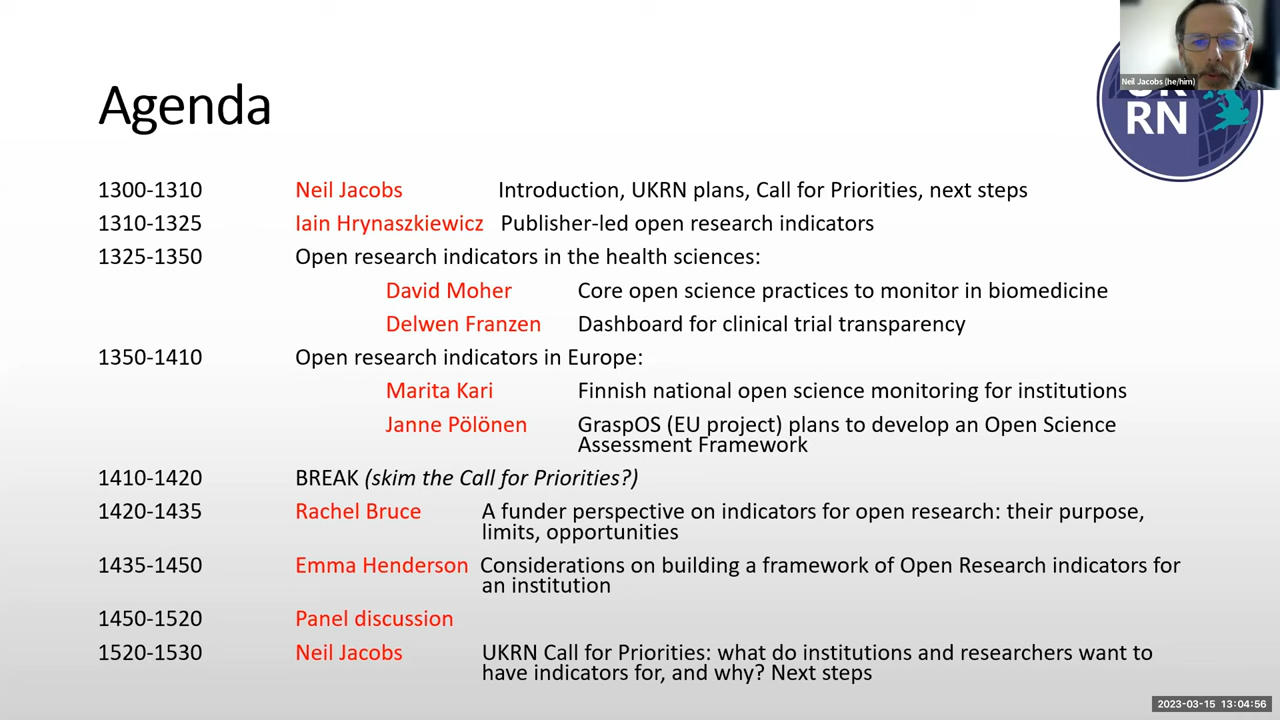 Neil Jacobs (he/him)
RN
Agenda
1300-1310 Neil Jacobs Introduction, UKRN plans, Call for Priorities, next steps
1310-1325 Iain Hrynaszkiewicz Publisher-led open research indicators
1325-1350 Open research indicators in the health sciences:
David Moher Core open science practices to monitor in biomedicine
Delwen Franzen Dashboard for clinical trial transparency
1350-1410 Open research indicators in Europe:
Marita Kari Finnish national open science monitoring for institutions
Janne Pölönen GraspOS (EU project) plans to develop an Open Science
Assessment Framework
1410-1420 BREAK (skim the Call for Priorities?)
1420-1435 Rachel Bruce A funder perspective on indicators for open research: their purpose,
limits, opportunities
1435-1450 Emma Henderson Considerations on building a framework of Open Research indicators for
an institution
1450-1520 Panel discussion
1520-1530 Neil Jacobs UKRN Call for Priorities: what do institutions and researchers want to
have indicators for, and why? Next steps
2023-03-15 13:04:56